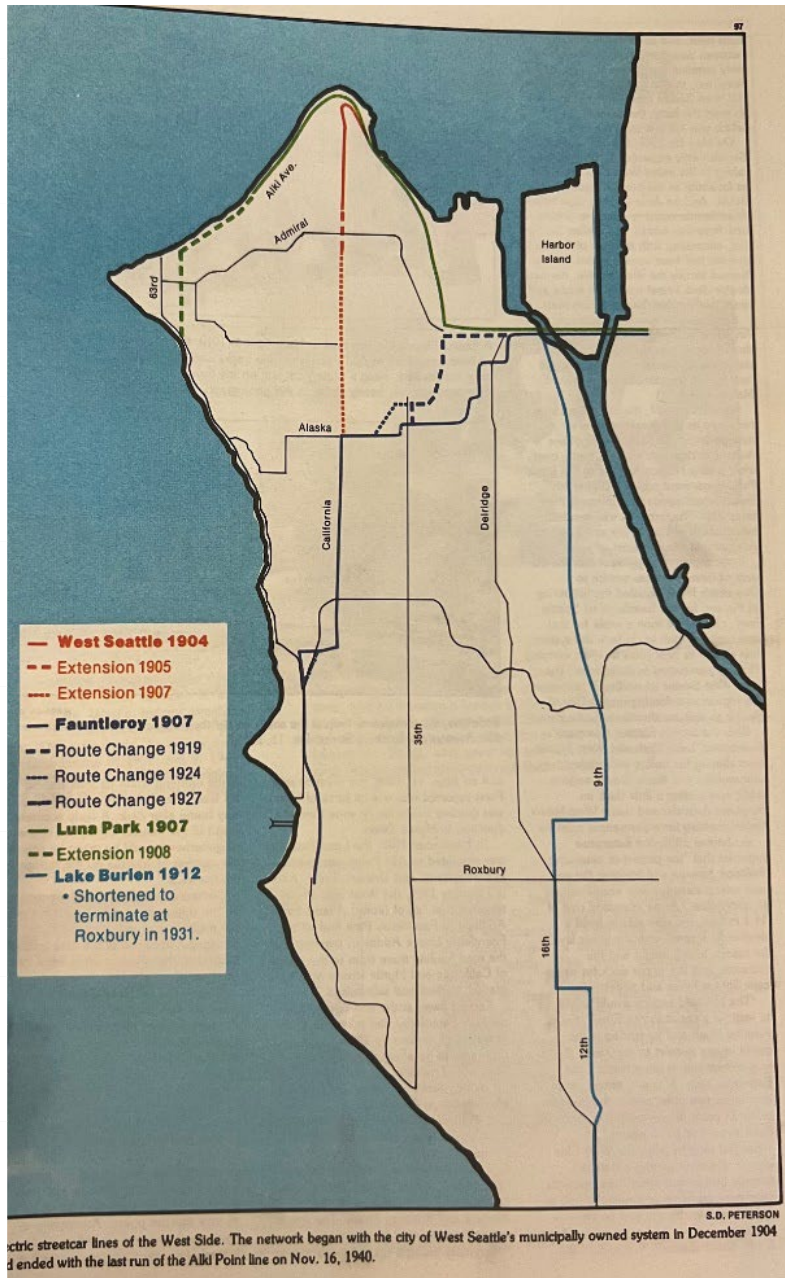 97
Alki Ave.
Admiral
63rd
Harbor
Island
Alaska
California
Delridge
West Seattle 1904
Extension 1905
Extension 1907
Fauntleroy 1907
Route Change 1919
Route Change 1924
Route Change 1927
Luna Park 1907
Extension 1908
Lake Burien 1912
• Shortened to
terminate at
Roxbury in 1931.
35th
9th
Roxbury
16th
12th
S.D. PETERSON
ectric streetcar lines of the West Side. The network began with the city of West Seattle's municipally owned system in December 1904
d ended with the last run of the Alki Point line on Nov. 16, 1940.